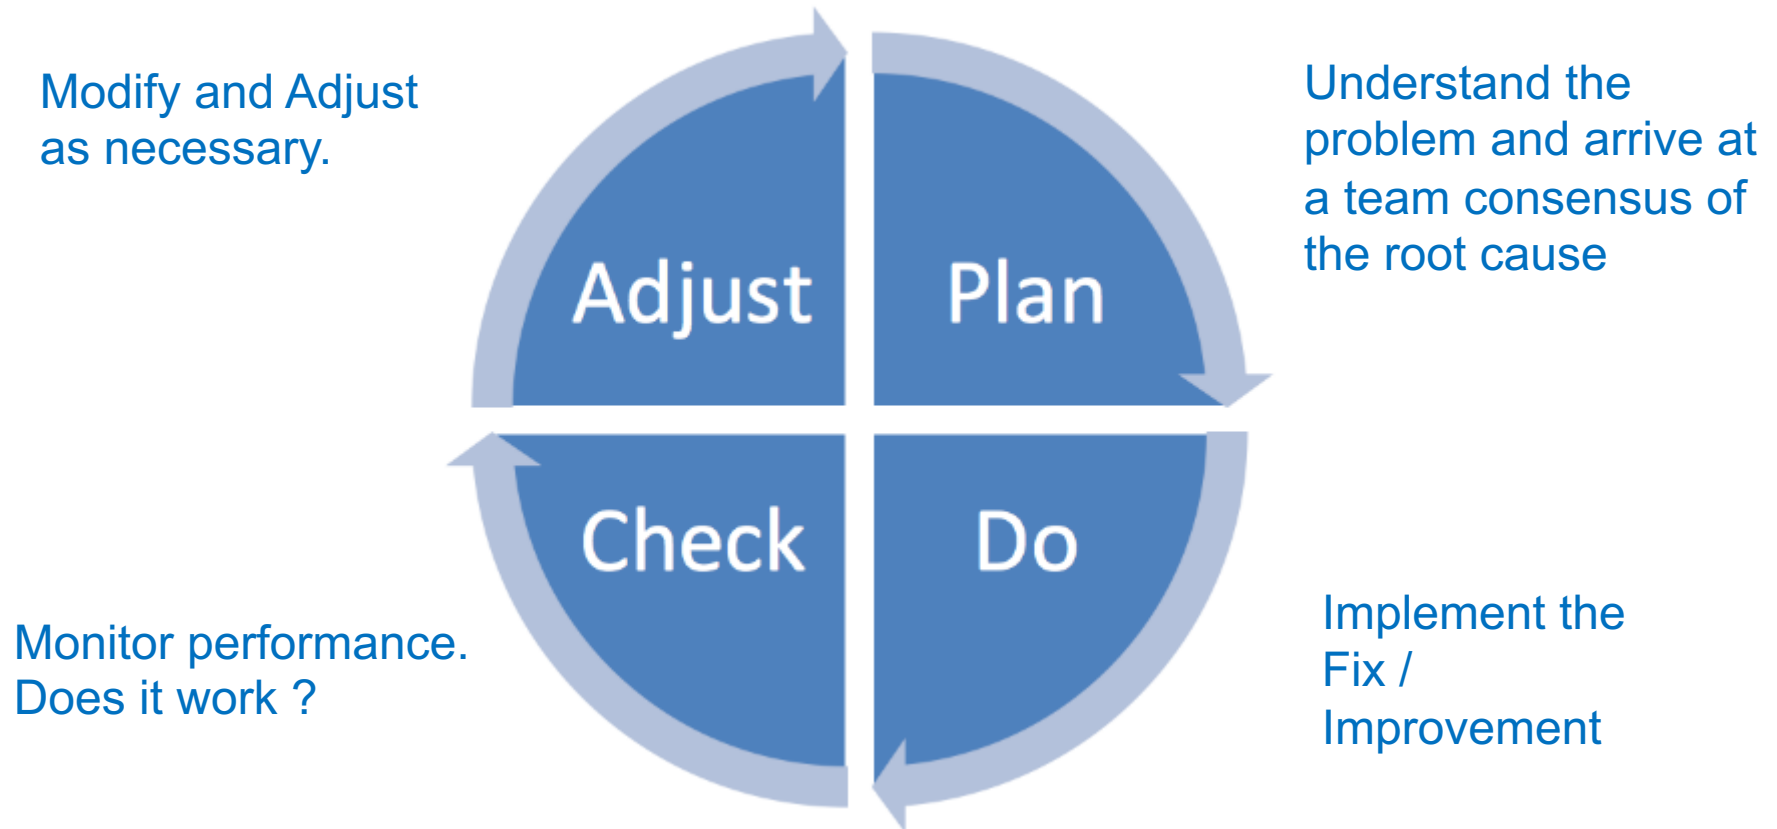 Modify and Adjust
as necessary.
Understand the
problem and arrive at
a team consensus of
the root cause
Adjust
Plan
Check
Do
Monitor performance.
Does it work ?
Implement the
Fix /
Improvement